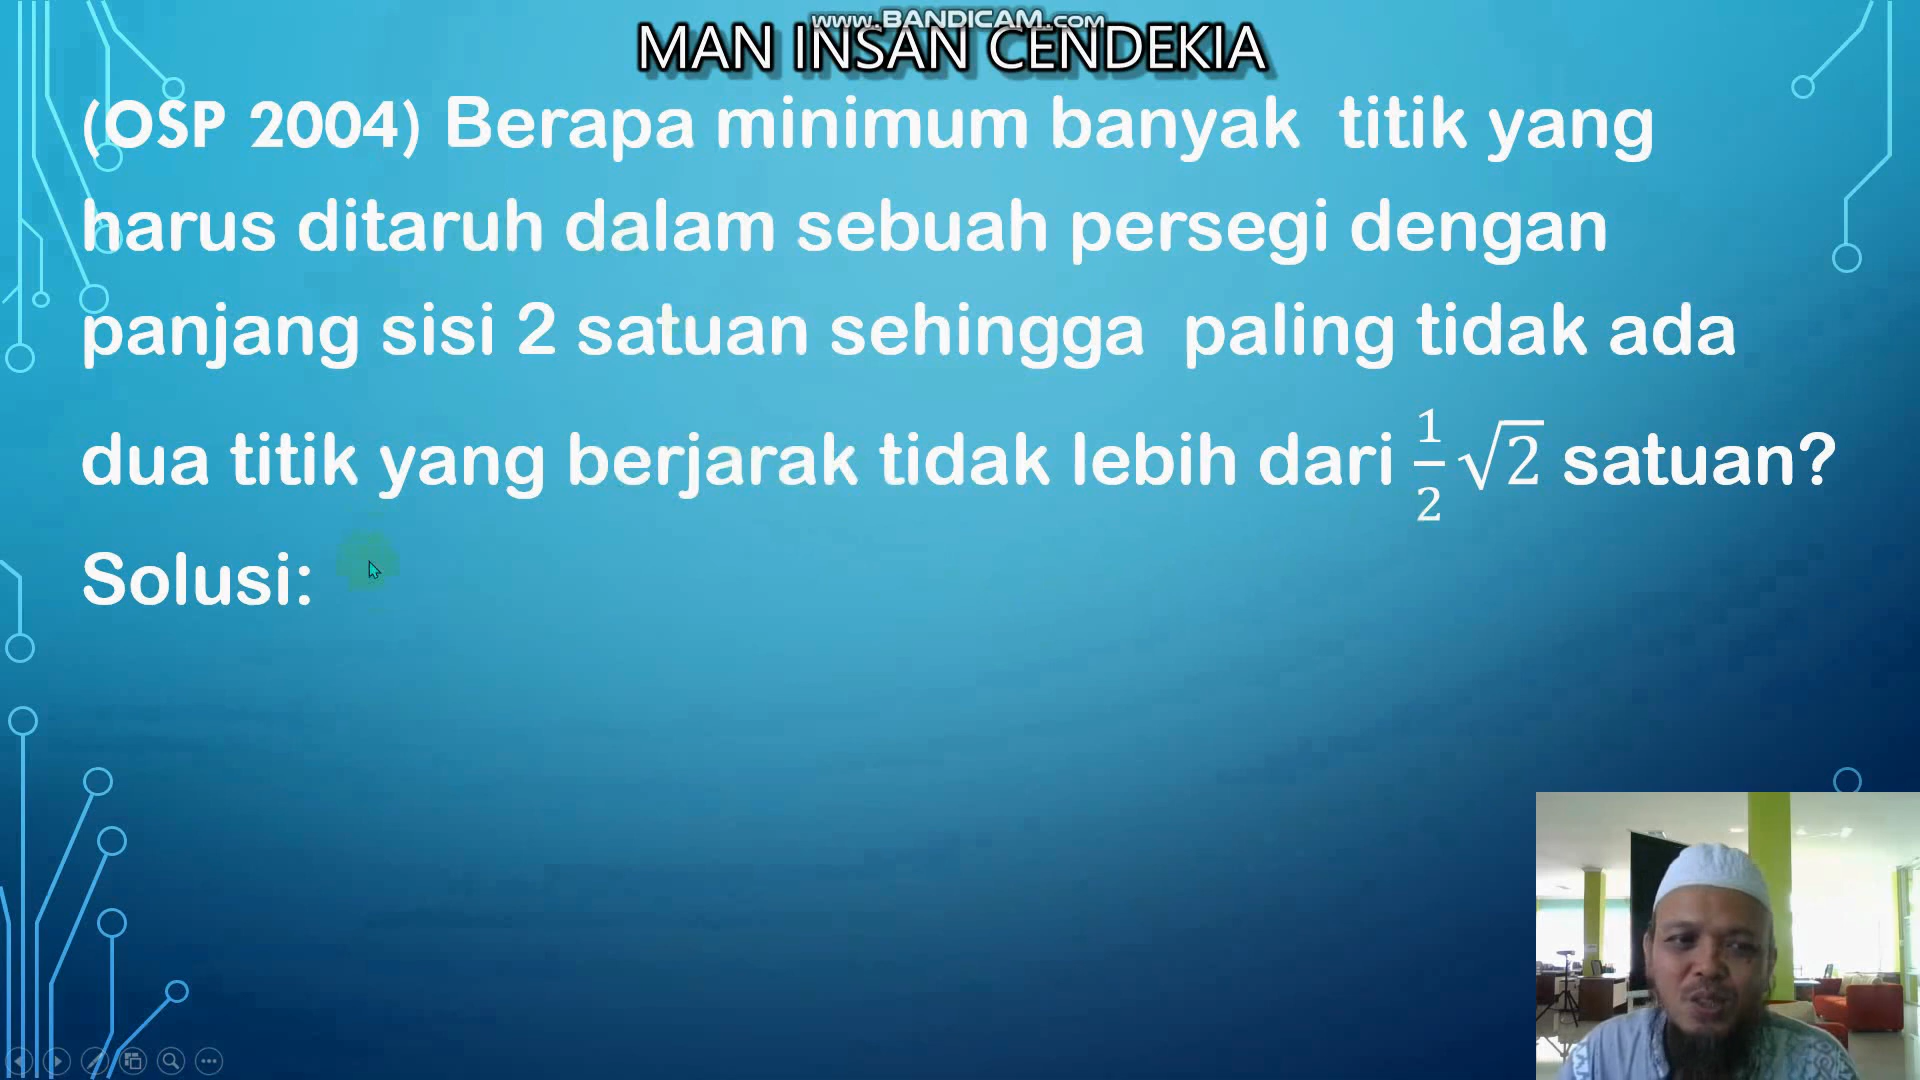 www.BANDICAM.com
MAN INSAN CENDEKIA
(OSP 2004) Berapa minimum banyak titik yang
harus ditaruh dalam sebuah persegi dengan
panjang sisi 2 satuan sehingga paling tidak ada
dua titik yang berjarak tidak lebih dari \frac{1}{2}\sqrt{2} satuan?
Solusi: